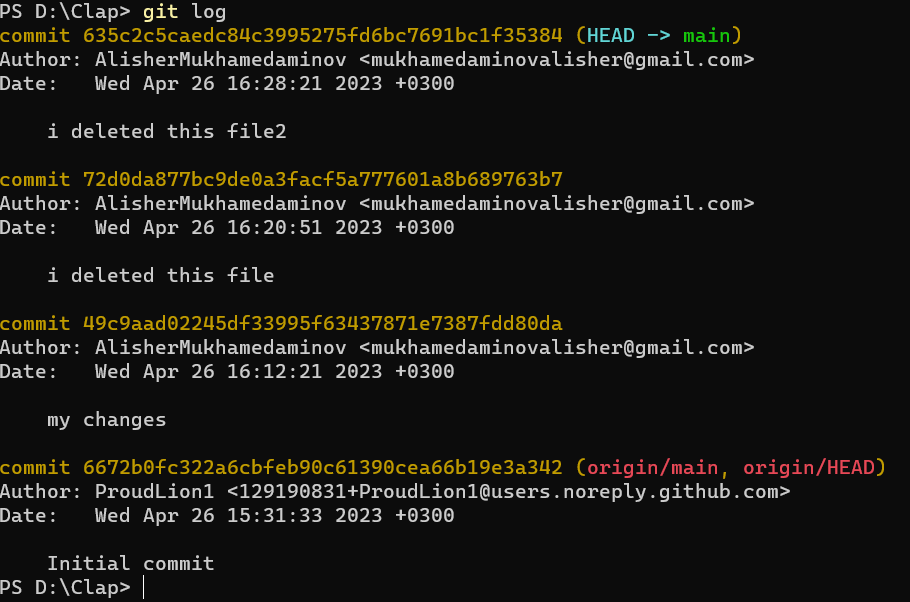 PS D:\Clap> git log
commit 635c2c5caedc84c3995275fd6bc7691bc1f35384 (HEAD -> main)
Author: AlisherMukhamedaminov <mukhamedaminovalisher@gmail.com>
Date:   Wed Apr 26 16:28:21 2023 +0300
    i deleted this file2
commit 72d0da877bc9de0a3facf5a777601a8b689763b7
Author: AlisherMukhamedaminov <mukhamedaminovalisher@gmail.com>
Date:   Wed Apr 26 16:20:51 2023 +0300
    i deleted this file
commit 49c9aad02245df33995f63437871e7387fdd80da
Author: AlisherMukhamedaminov <mukhamedaminovalisher@gmail.com>
Date:   Wed Apr 26 16:12:21 2023 +0300
    my changes
commit 6672b0fc322a6cbfeb90c61390cea66b19e3a342 (origin/main, origin/HEAD)
Author: ProudLion1 <129190831+ProudLion1@users.noreply.github.com>
Date:   Wed Apr 26 15:31:33 2023 +0300
    Initial commit
PS D:\Clap>